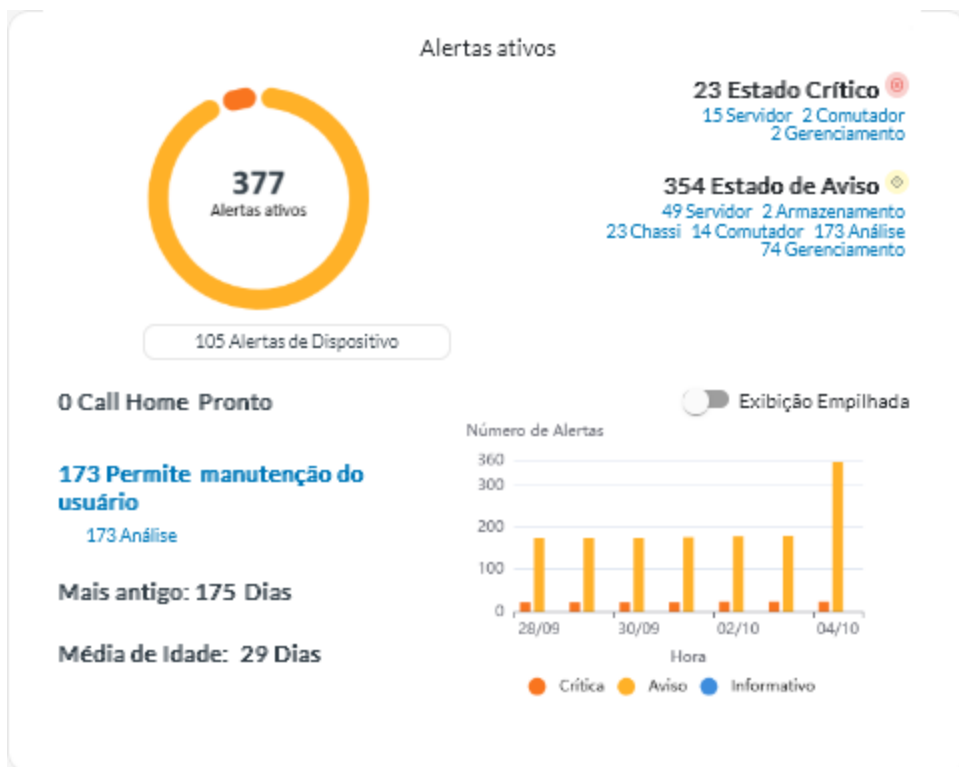 Alertas ativos
377
Alertas ativos
105 Alertas de Dispositivo
23 Estado Crítico
15 Servidor 2 Comutador
2 Gerenciamento
354 Estado de Aviso
49 Servidor 2 Armazenamento
23 Chassi 14 Comutador 173 Análise
74 Gerenciamento
0 Call Home Pronto
173 Permite manutenção do
usuário
173 Análise
Mais antigo: 175 Dias
Média de Idade: 29 Dias
Exibição Empilhada
Número de Alertas
360
300
200
100
0
28/09 30/09 02/10 04/10
Hora
Crítica Aviso Informativo